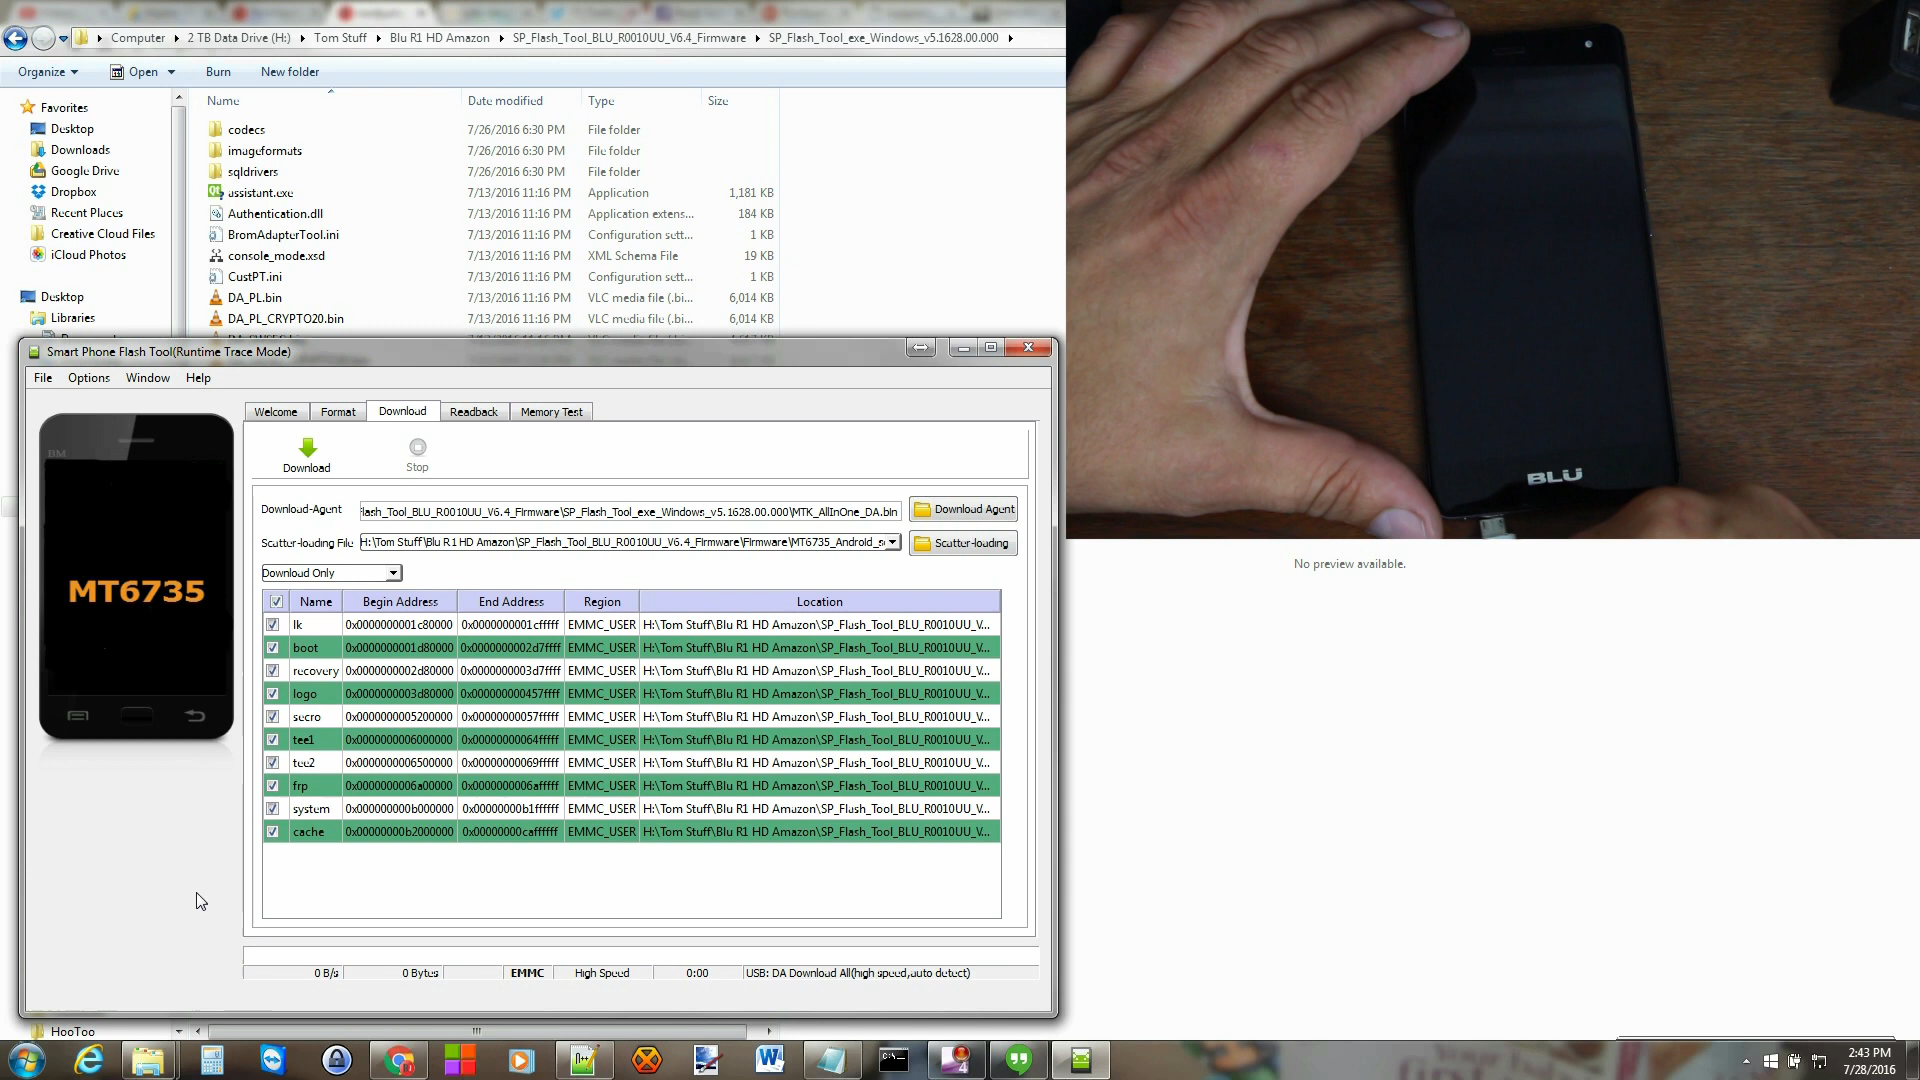 Computer ▸ 2 TB Data Drive (H:) ▸ Tom Stuff ▸ Blu R1 HD Amazon ▸ SP_Flash_Tool_BLU_R0010UU_V6.4_Firmware ▸ SP_Flash_Tool_exe_Windows_v5.1628.00.000 ▸
Organize Open Burn New folder
Favorites
Desktop
Downloads
Google Drive
Dropbox
Recent Places
Creative Cloud Files
iCloud Photos
Desktop
Libraries
Name Date modified Type Size
codecs 7/26/2016 6:30 PM File folder
imageformats 7/26/2016 6:30 PM File folder
sqldrivers 7/26/2016 6:30 PM File folder
assistant.exe 7/13/2016 11:16 PM Application 1,181 KB
Authentication.dll 7/13/2016 11:16 PM Application extens... 184 KB
BromAdapterTool.ini 7/13/2016 11:16 PM Configuration sett... 1 KB
console_mode.xsd 7/13/2016 11:16 PM XML Schema File 19 KB
CustPT.ini 7/13/2016 11:16 PM Configuration sett... 1 KB
DA_PL.bin 7/13/2016 11:16 PM VLC media file (.bi... 6,014 KB
DA_PL_CRYPTO20.bin 7/13/2016 11:16 PM VLC media file (.bi... 6,014 KB
Smart Phone Flash Tool(Runtime Trace Mode)
File Options Window Help
BM
MT6735
Welcome Format Download Readback Memory Test
Download Stop
Download-Agent flash_Tool_BLU_R0010UU_V6.4_Firmware\SP_Flash_Tool_exe_Windows_v5.1628.00.000\MTK_AllInOne_DA.bin Download Agent
Scatter-loading File H:\Tom Stuff\Blu R1 HD Amazon\SP_Flash_Tool_BLU_R0010UU_V6.4_Firmware\Firmware\MT6735_Android_s Scatter-loading
Download Only
Name Begin Address End Address Region Location
lk 0x0000000001c80000 0x0000000001cfffff EMMC_USER H:\Tom Stuff\Blu R1 HD Amazon\SP_Flash_Tool_BLU_R0010UU_V...
boot 0x0000000001d80000 0x0000000002d7ffff EMMC_USER H:\Tom Stuff\Blu R1 HD Amazon\SP_Flash_Tool_BLU_R0010UU_V...
recovery 0x0000000002d80000 0x0000000003d7ffff EMMC_USER H:\Tom Stuff\Blu R1 HD Amazon\SP_Flash_Tool_BLU_R0010UU_V...
logo 0x0000000003d80000 0x000000000457ffff EMMC_USER H:\Tom Stuff\Blu R1 HD Amazon\SP_Flash_Tool_BLU_R0010UU_V...
secro 0x0000000005200000 0x00000000057fffff EMMC_USER H:\Tom Stuff\Blu R1 HD Amazon\SP_Flash_Tool_BLU_R0010UU_V...
tee1 0x0000000006000000 0x00000000064fffff EMMC_USER H:\Tom Stuff\Blu R1 HD Amazon\SP_Flash_Tool_BLU_R0010UU_V...
tee2 0x0000000006500000 0x00000000069fffff EMMC_USER H:\Tom Stuff\Blu R1 HD Amazon\SP_Flash_Tool_BLU_R0010UU_V...
frp 0x0000000006a00000 0x0000000006afffff EMMC_USER H:\Tom Stuff\Blu R1 HD Amazon\SP_Flash_Tool_BLU_R0010UU_V...
system 0x000000000b000000 0x00000000b1ffffff EMMC_USER H:\Tom Stuff\Blu R1 HD Amazon\SP_Flash_Tool_BLU_R0010UU_V...
cache 0x00000000b2000000 0x00000000caffffff EMMC_USER H:\Tom Stuff\Blu R1 HD Amazon\SP_Flash_Tool_BLU_R0010UU_V...
0 B/s 0 Bytes EMMC High Speed 0:00 USB: DA Download All(high speed,auto detect)
HooToo
BLU
No preview available.
2:43 PM
7/28/2016